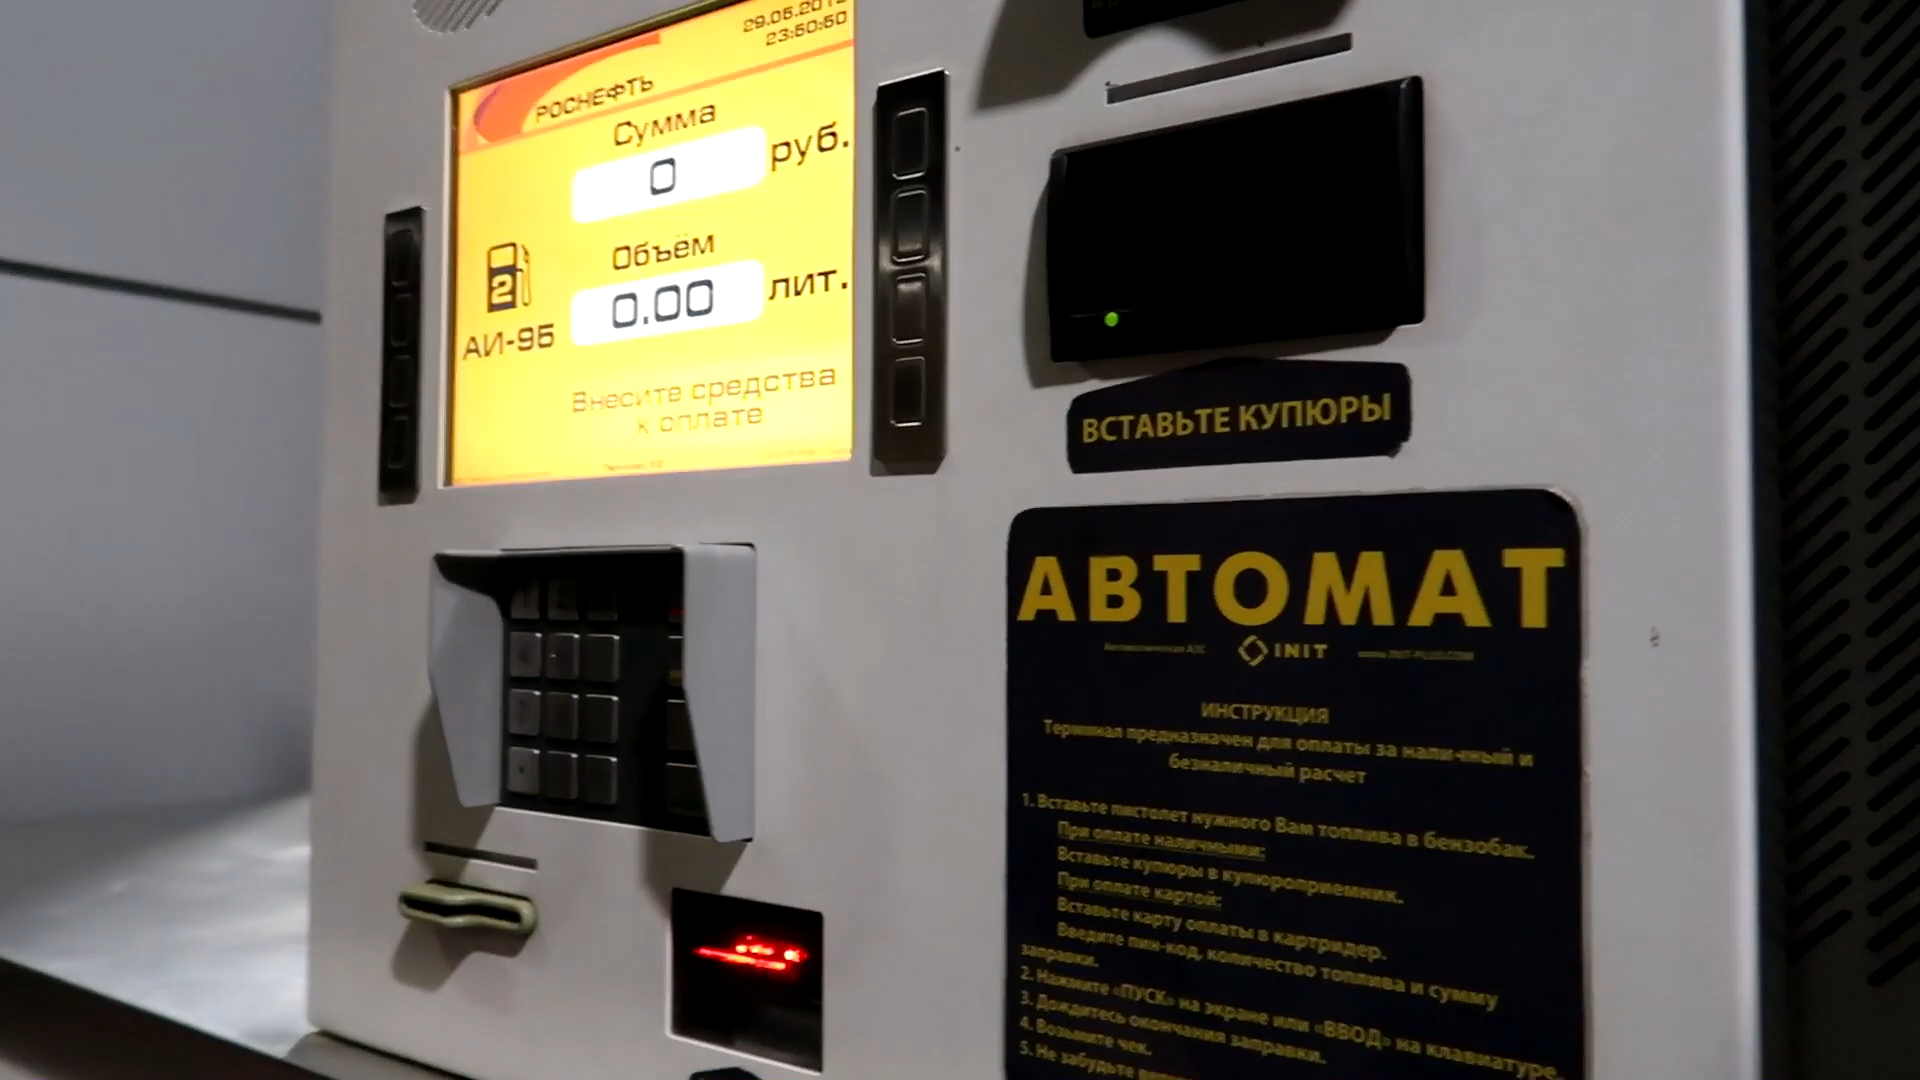 23:50:50
РОСНЕФТЬ
Сумма
0 руб.
Объём
2
0.00 лит.
АИ-95
Внесите средства
к оплате
ВСТАВЬТЕ КУПЮРЫ
АВТОМАТ
Автоматическая АЗС INIT
ИНСТРУКЦИЯ
Терминал предназначен для оплаты за наличный и
безналичный расчет
1. Вставьте пистолет нужного Вам топлива в бензобак.
При оплате наличными:
Вставьте купюры в купюроприемник.
При оплате картой:
Вставьте карту оплаты в картридер.
Введите пин-код, количество топлива и сумму
заправки.
2. Нажмите «ПУСК» на экране или «ВВОД» на клавиатуре.
3. Дождитесь окончания заправки.
4. Возьмите чек.
5. Не забудьте